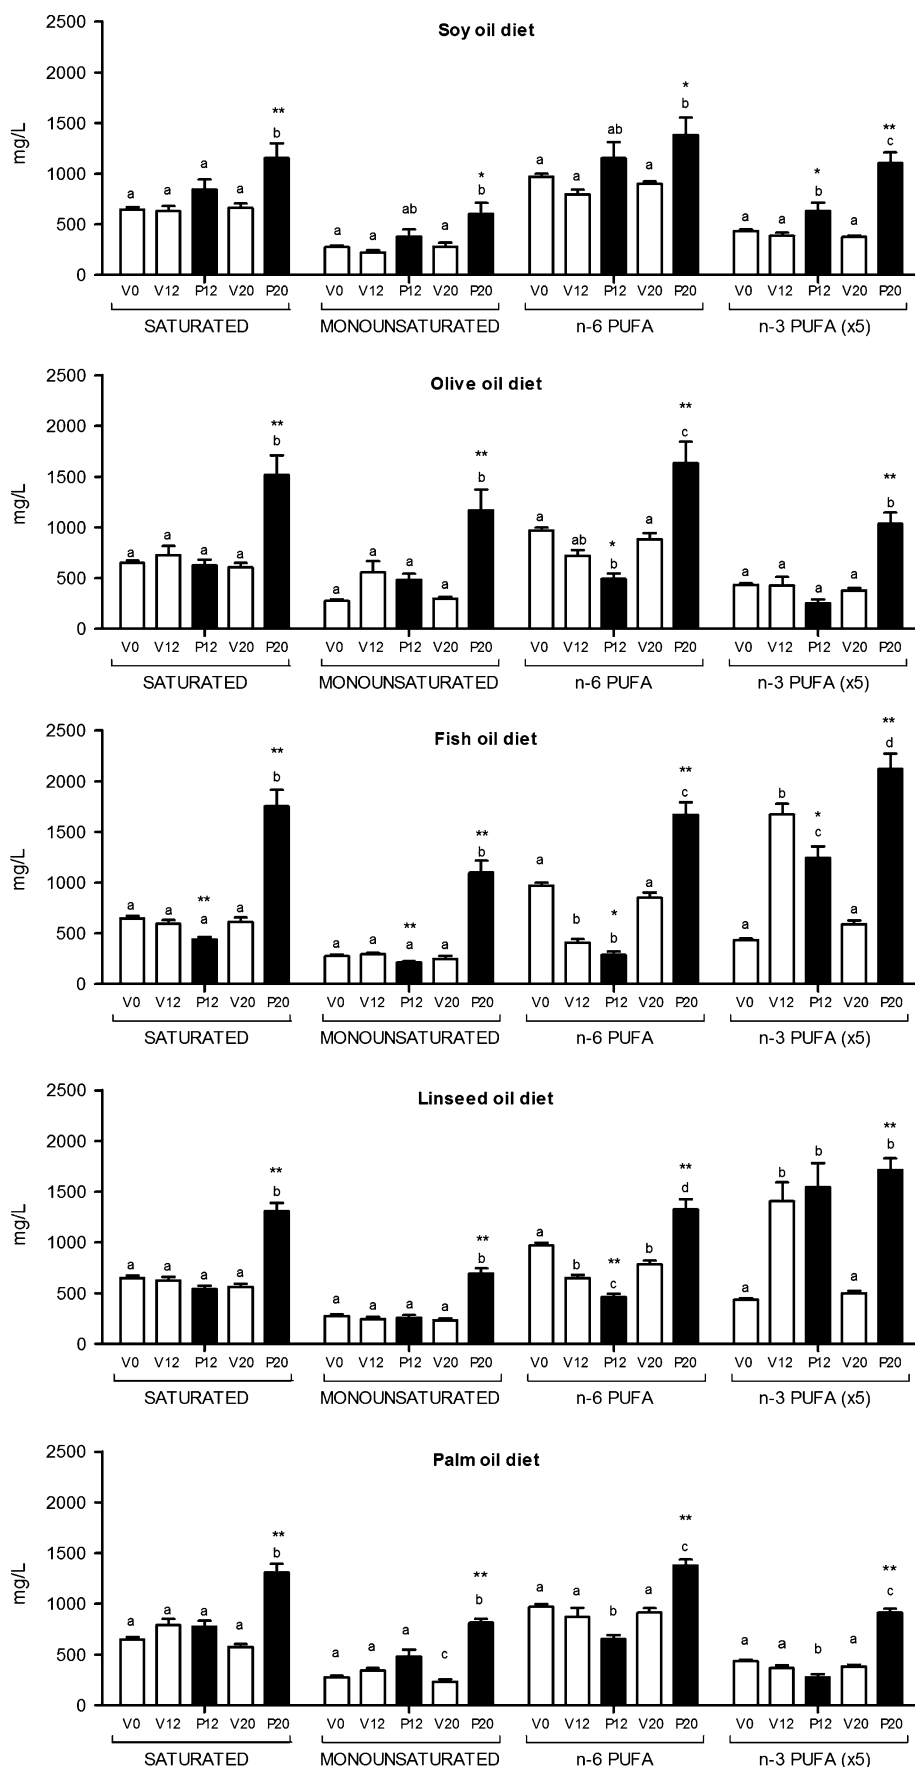 Soy oil diet
2500
2000
1500
1000
500
0
mg/L
a a a a b **
a a ab a b *
a a ab a b *
a a b * a c **
V0 V12 P12 V20 P20 V0 V12 P12 V20 P20 V0 V12 P12 V20 P20 V0 V12 P12 V20 P20
SATURATED MONOUNSATURATED n-6 PUFA n-3 PUFA (x5)
Olive oil diet
2500
2000
1500
1000
500
0
mg/L
a a a a b **
a a a a b **
a ab b * a c **
a a a a b **
V0 V12 P12 V20 P20 V0 V12 P12 V20 P20 V0 V12 P12 V20 P20 V0 V12 P12 V20 P20
SATURATED MONOUNSATURATED n-6 PUFA n-3 PUFA (x5)
Fish oil diet
2500
2000
1500
1000
500
0
mg/L
a a a ** a b **
a a a ** a b **
a b b * a c **
a b c * a d **
V0 V12 P12 V20 P20 V0 V12 P12 V20 P20 V0 V12 P12 V20 P20 V0 V12 P12 V20 P20
SATURATED MONOUNSATURATED n-6 PUFA n-3 PUFA (x5)
Linseed oil diet
2500
2000
1500
1000
500
0
mg/L
a a a a b **
a a a a b **
a b c ** b d **
a b b a b **
V0 V12 P12 V20 P20 V0 V12 P12 V20 P20 V0 V12 P12 V20 P20 V0 V12 P12 V20 P20
SATURATED MONOUNSATURATED n-6 PUFA n-3 PUFA (x5)
Palm oil diet
2500
2000
1500
1000
500
0
mg/L
a a a a b **
a a a c b **
a a b a c **
a a b a c **
V0 V12 P12 V20 P20 V0 V12 P12 V20 P20 V0 V12 P12 V20 P20 V0 V12 P12 V20 P20
SATURATED MONOUNSATURATED n-6 PUFA n-3 PUFA (x5)